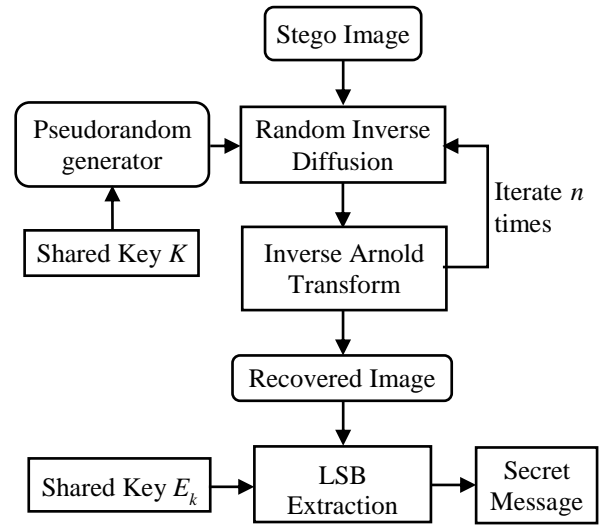 Stego Image
Pseudorandom
generator
Random Inverse
Diffusion
Iterate n
times
Shared Key K
Inverse Arnold
Transform
Recovered Image
Shared Key E_k
LSB
Extraction
Secret
Message